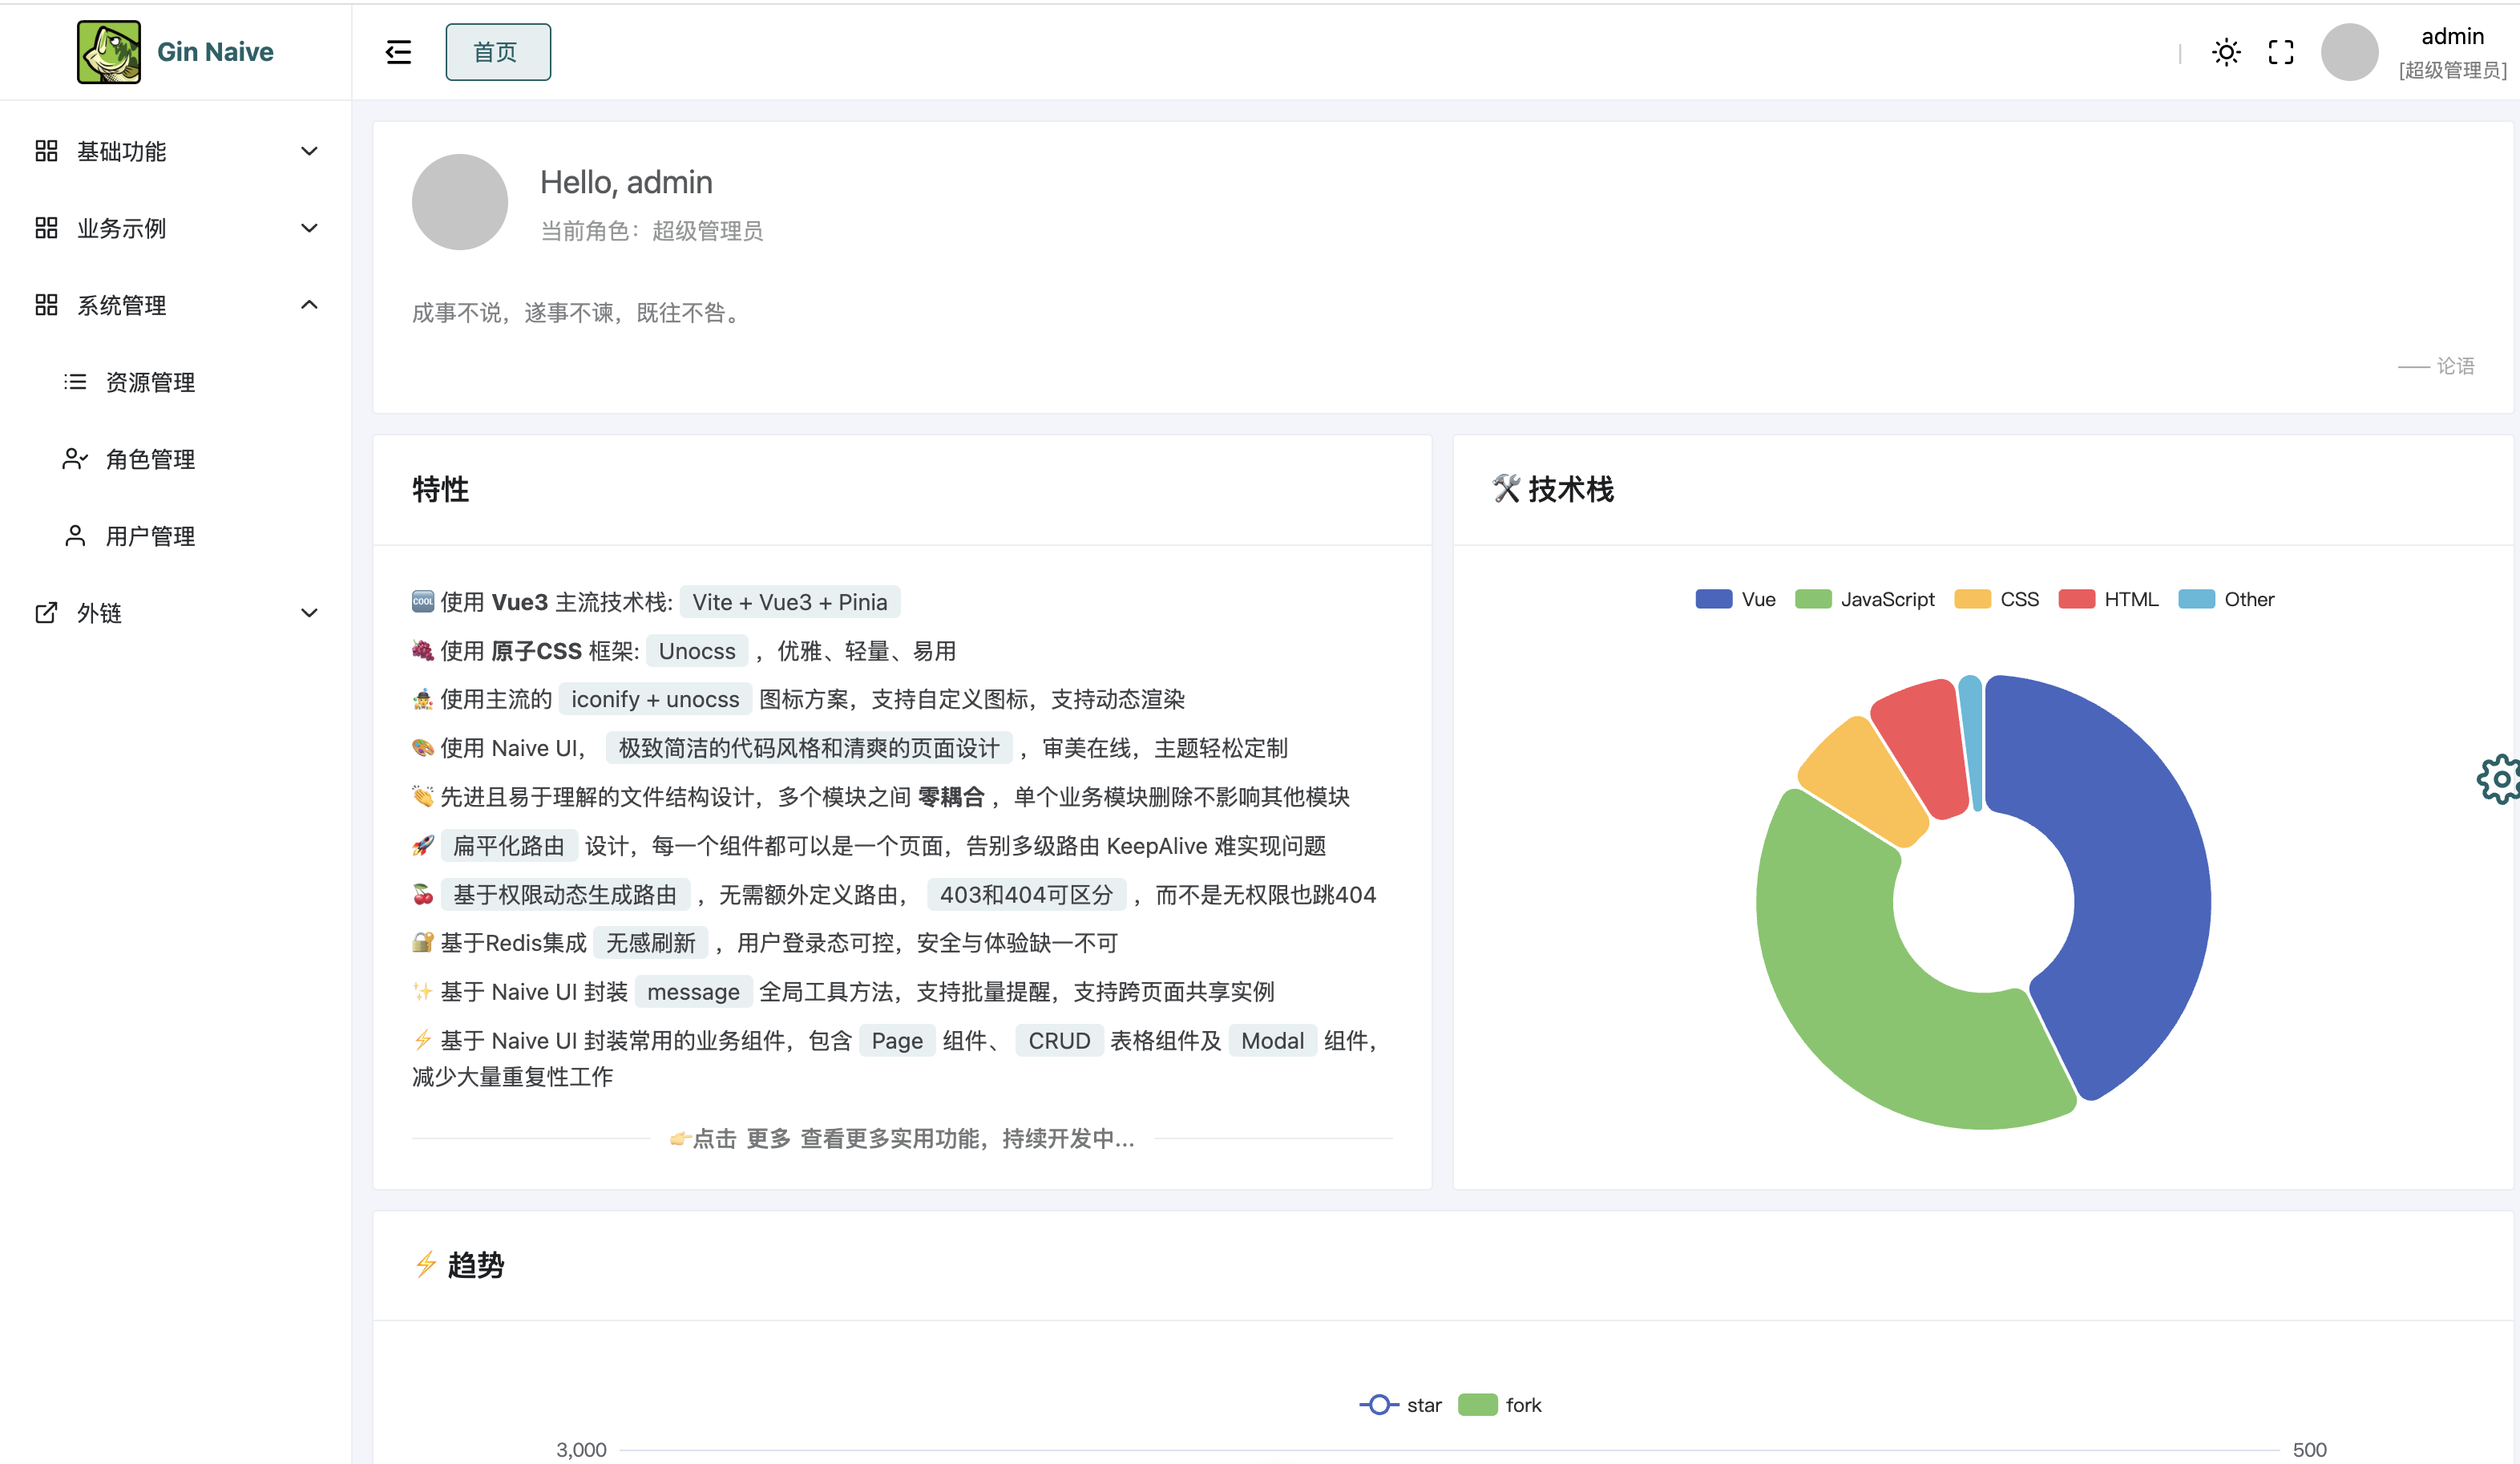 Gin Naive
首页
admin
[超级管理员]
基础功能
业务示例
系统管理
资源管理
角色管理
用户管理
外链
Hello, admin
当前角色：超级管理员
成事不说，遂事不谏，既往不咎。
—— 论语
特性
🆒 使用 Vue3 主流技术栈: Vite + Vue3 + Pinia
🍇 使用 原子CSS 框架: Unocss ，优雅、轻量、易用
🤹 使用主流的 iconify + unocss 图标方案，支持自定义图标，支持动态渲染
🎨 使用 Naive UI， 极致简洁的代码风格和清爽的页面设计 ，审美在线，主题轻松定制
👏 先进且易于理解的文件结构设计，多个模块之间 零耦合 ，单个业务模块删除不影响其他模块
🚀 扁平化路由 设计，每一个组件都可以是一个页面，告别多级路由 KeepAlive 难实现问题
🍒 基于权限动态生成路由 ，无需额外定义路由， 403和404可区分 ，而不是无权限也跳404
🔐 基于Redis集成 无感刷新 ，用户登录态可控，安全与体验缺一不可
✨ 基于 Naive UI 封装 message 全局工具方法，支持批量提醒，支持跨页面共享实例
⚡️ 基于 Naive UI 封装常用的业务组件，包含 Page 组件、 CRUD 表格组件及 Modal 组件，
减少大量重复性工作
👉点击 更多 查看更多实用功能，持续开发中...
🛠️ 技术栈
Vue JavaScript CSS HTML Other
⚡️ 趋势
star fork
3,000 500